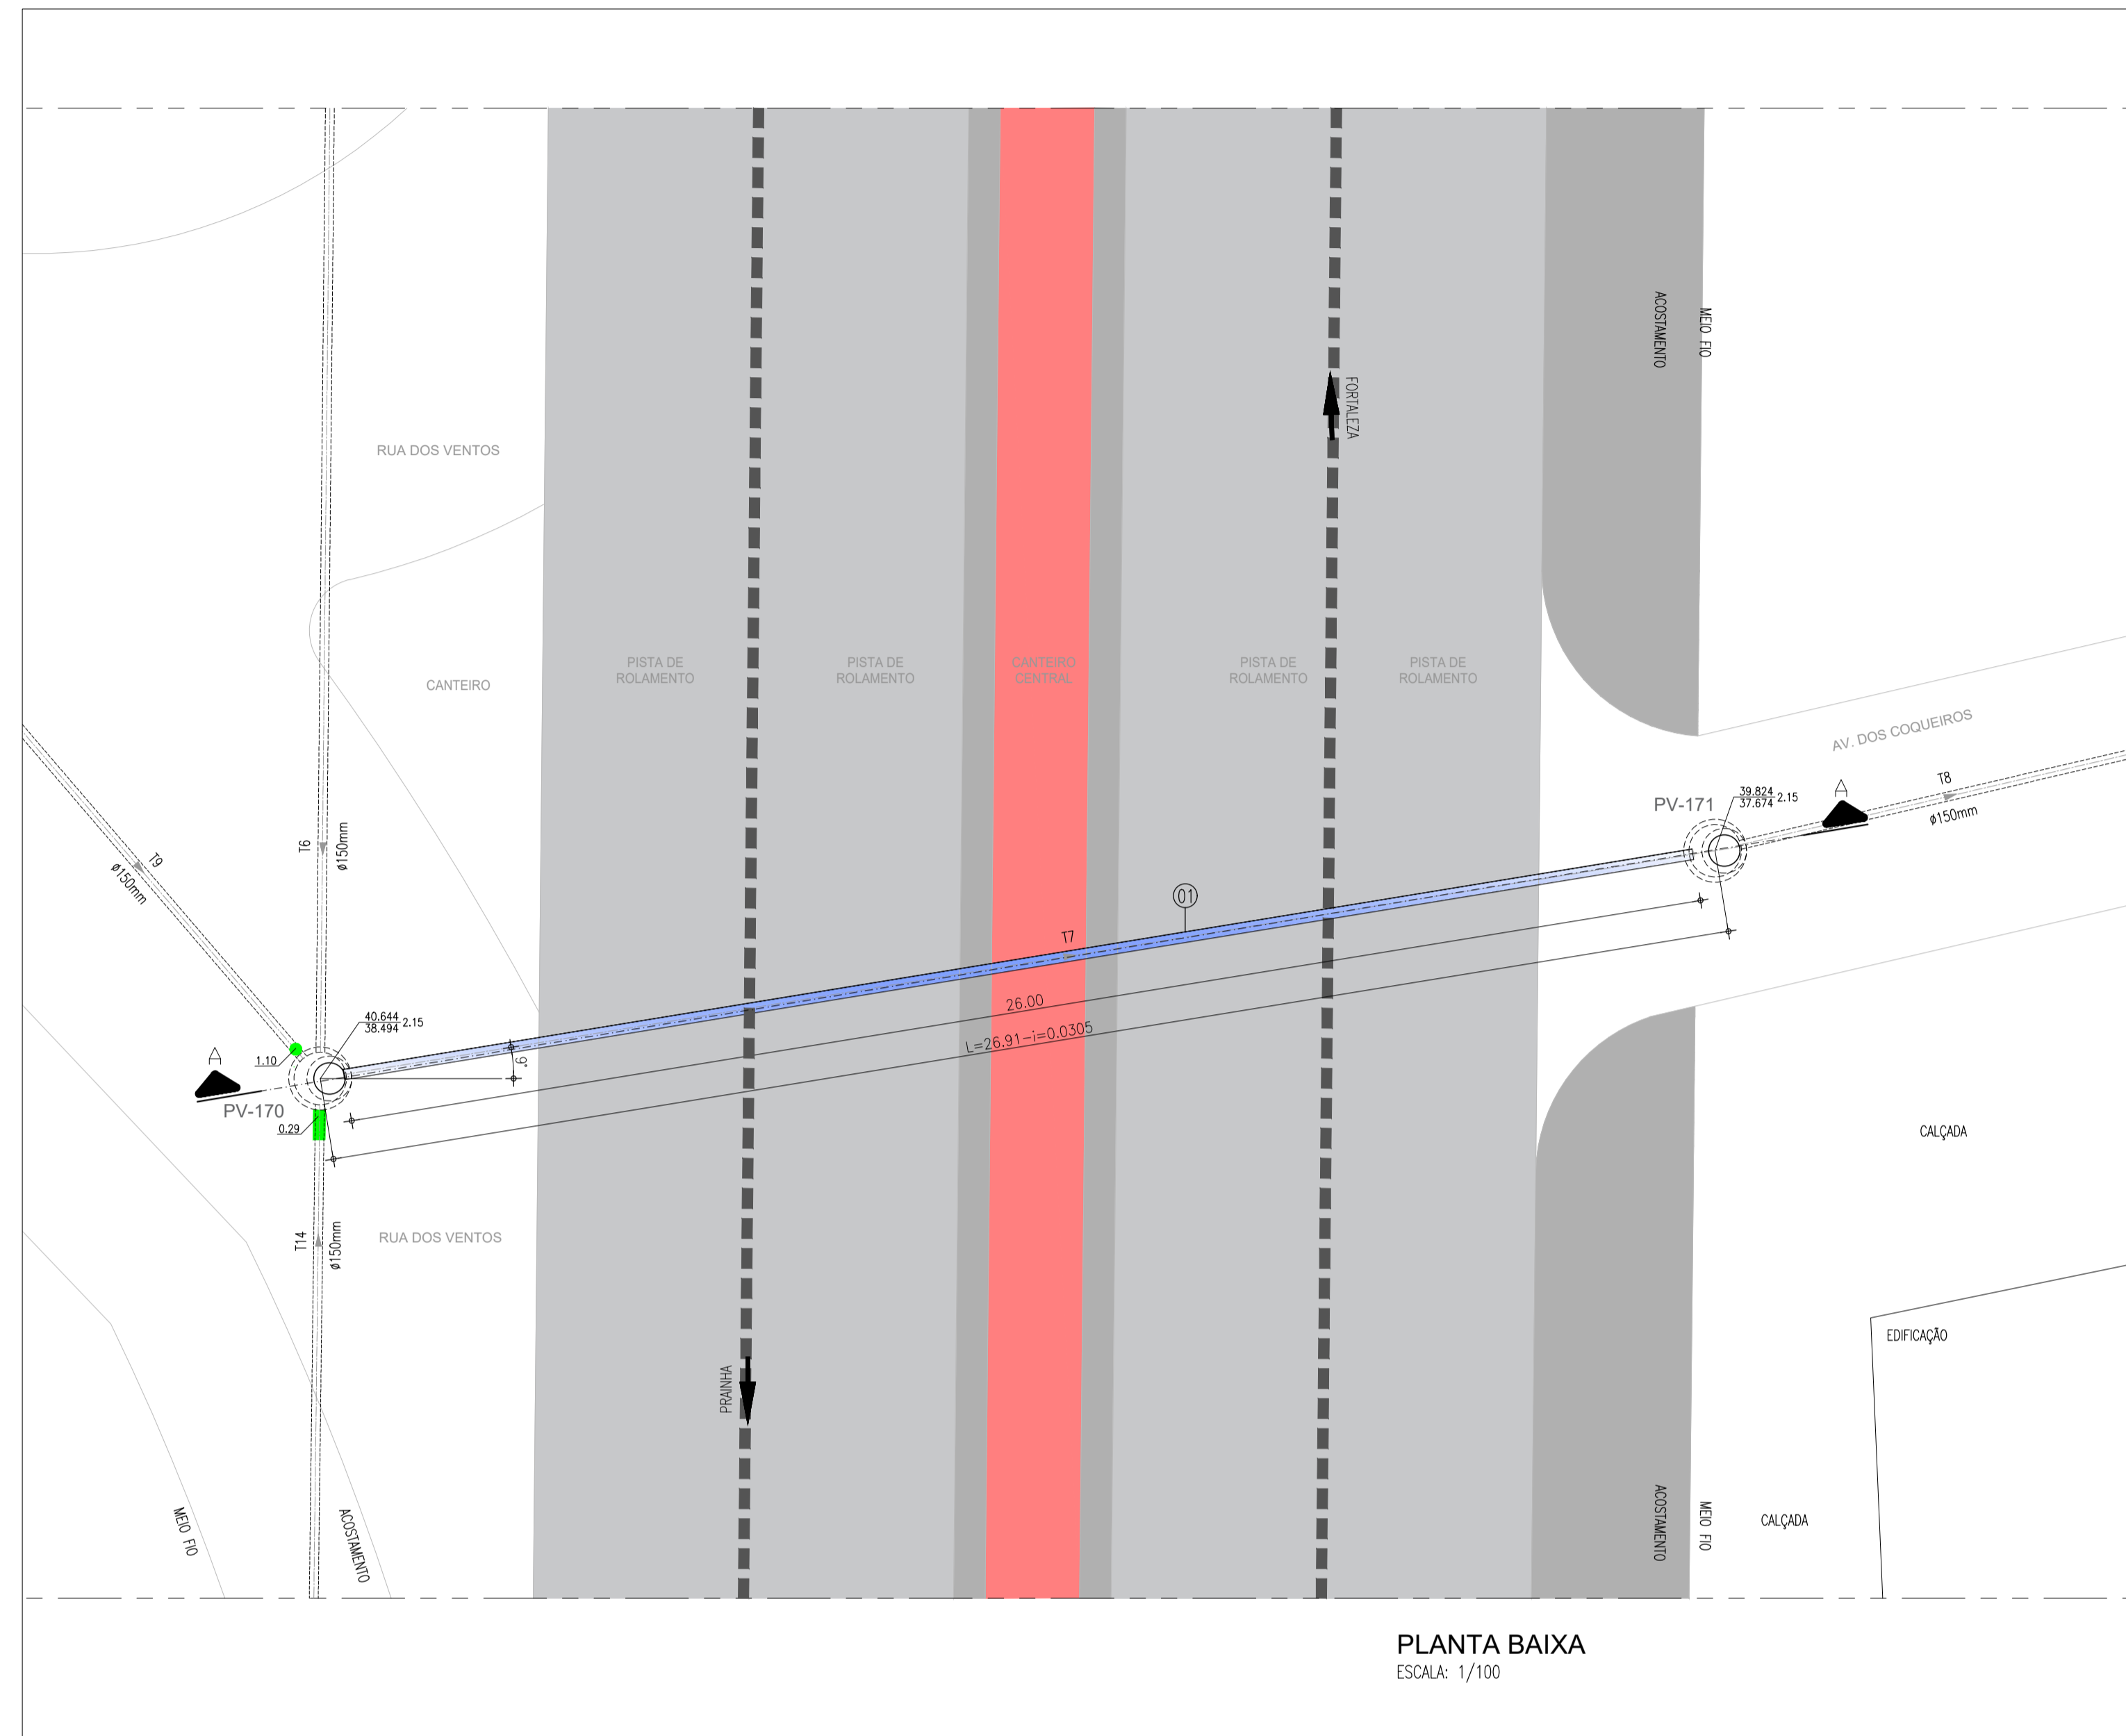 ACOSTAMENTO
MEIO FIO
FORTALEZA
RUA DOS VENTOS
CANTEIRO
PISTA DE
ROLAMENTO
PISTA DE
ROLAMENTO
CANTEIRO
CENTRAL
PISTA DE
ROLAMENTO
PISTA DE
ROLAMENTO
AV. DOS COQUEIROS
T8
ø150mm
A
39.824
37.674
2.15
PV-171
T9
ø150mm
T6
ø150mm
01
T7
26.00
L=26.91-i=0.0305
9°
40.644
38.494
2.15
1.10
A
PV-170
0.29
T14
ø150mm
RUA DOS VENTOS
CALÇADA
EDIFICAÇÃO
PRAINHA
MEIO FIO
ACOSTAMENTO
ACOSTAMENTO
MEIO FIO
CALÇADA
PLANTA BAIXA
ESCALA: 1/100